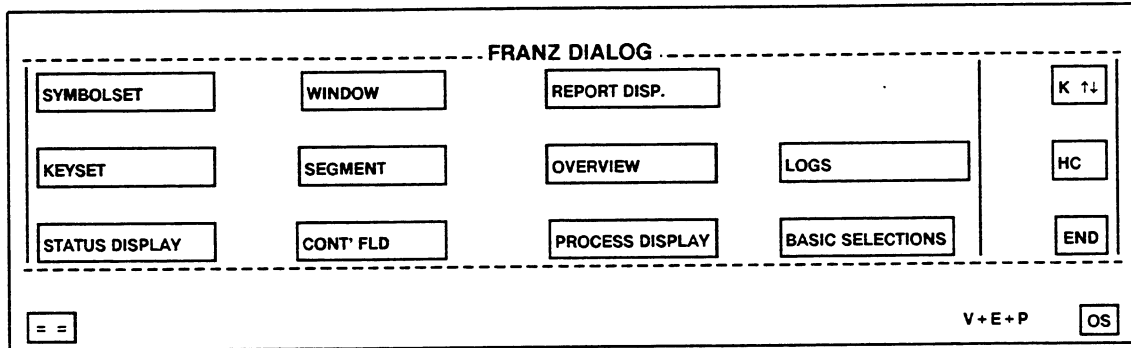 FRANZ DIALOG
SYMBOLSET WINDOW REPORT DISP. K ↑↓
KEYSET SEGMENT OVERVIEW LOGS HC
STATUS DISPLAY CONT' FLD PROCESS DISPLAY BASIC SELECTIONS END
= = V+E+P OS